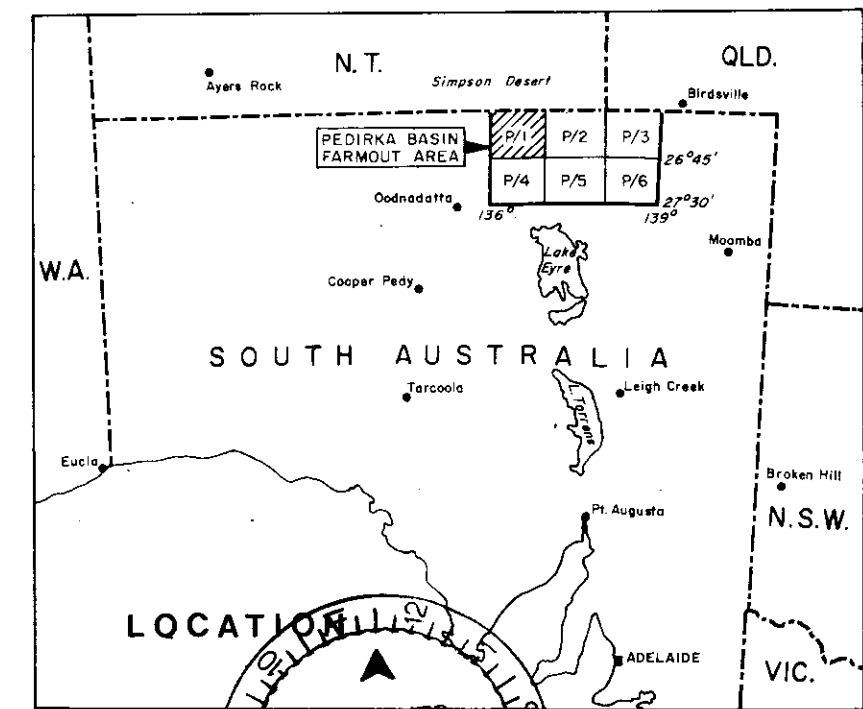 N.T.
QLD.
Ayers Rock
Simpson Desert
Birdsville
PEDIRKA BASIN
FARMOUT AREA
P/1
P/2
P/3
26°45'
P/4
P/5
P/6
27°30'
136°
139°
Oodnadatta
Moomba
Lake
Eyre
W.A.
Cooper Pedy
SOUTH AUSTRALIA
Tarcoola
L. Torrens
Leigh Creek
Eucla
Broken Hill
N.S.W.
Pt. Augusta
LOCATION
12
ADELAIDE
VIC.